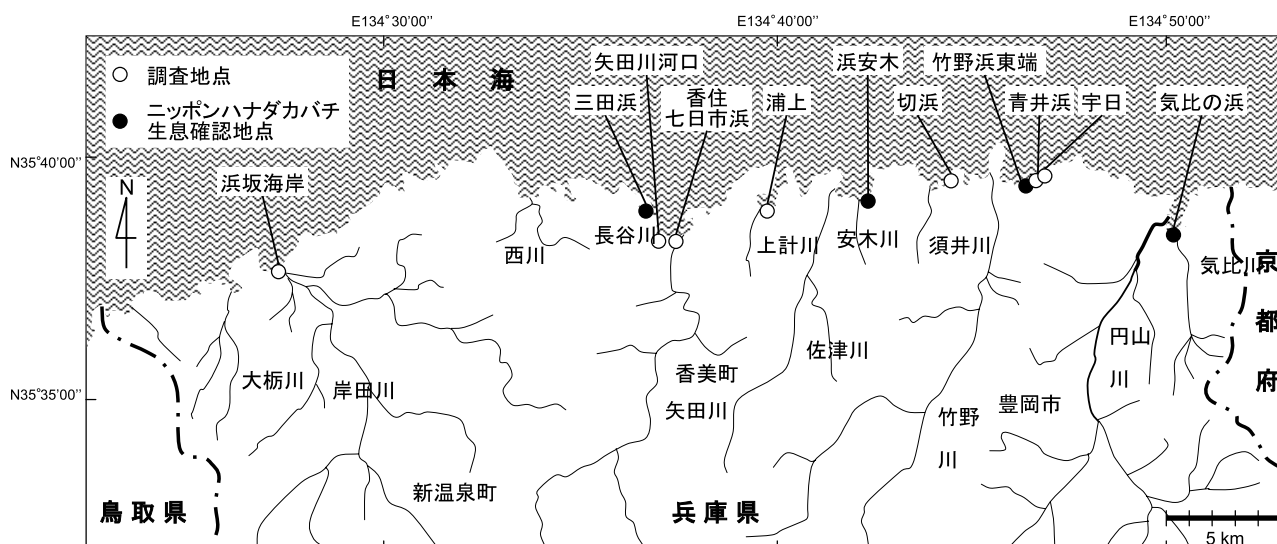 E134°30′00″
E134°40′00″
E134°50′00″
調査地点
ニッポンハナダカバチ
生息確認地点
日本海
矢田川河口
浜安木
竹野浜東端
三田浜
香住
七日市浜
浦上
切浜
青井浜
宇日
気比の浜
N35°40′00″
N
浜坂海岸
西川
長谷川
上計川
安木川
須井川
気比川
京都府
円山川
佐津川
大栃川
岸田川
香美町
矢田川
竹野川
豊岡市
N35°35′00″
新温泉町
鳥取県
兵庫県
5 km